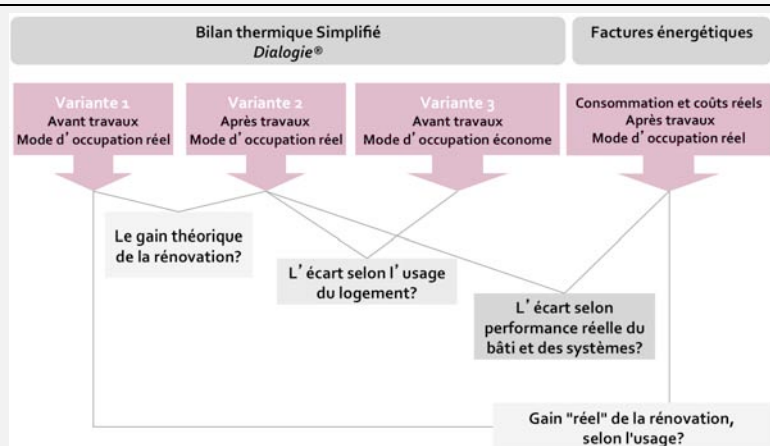 Bilan thermique Simplifié
Dialogie®
Factures énergétiques
Variante 1
Avant travaux
Mode d'occupation réel
Variante 2
Après travaux
Mode d'occupation réel
Variante 3
Avant travaux
Mode d'occupation économe
Consommation et coûts réels
Après travaux
Mode d'occupation réel
Le gain théorique
de la rénovation?
L'écart selon l'usage
du logement?
L'écart selon
performance réelle du
bâti et des systèmes?
Gain "réel" de la rénovation,
selon l'usage?